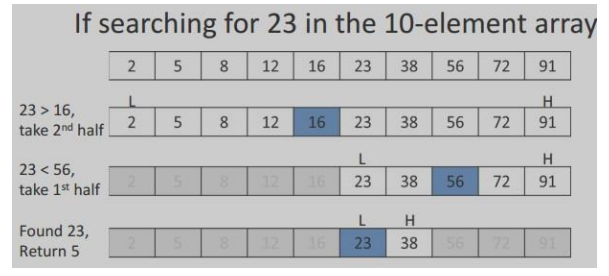 If searching for 23 in the 10-element array
2 5 8 12 16 23 38 56 72 91
L H
23 > 16,
take 2nd half
2 5 8 12 16 23 38 56 72 91
L H
23 < 56,
take 1st half
2 5 8 12 16 23 38 56 72 91
L H
Found 23,
Return 5
2 5 8 12 16 23 38 56 72 91